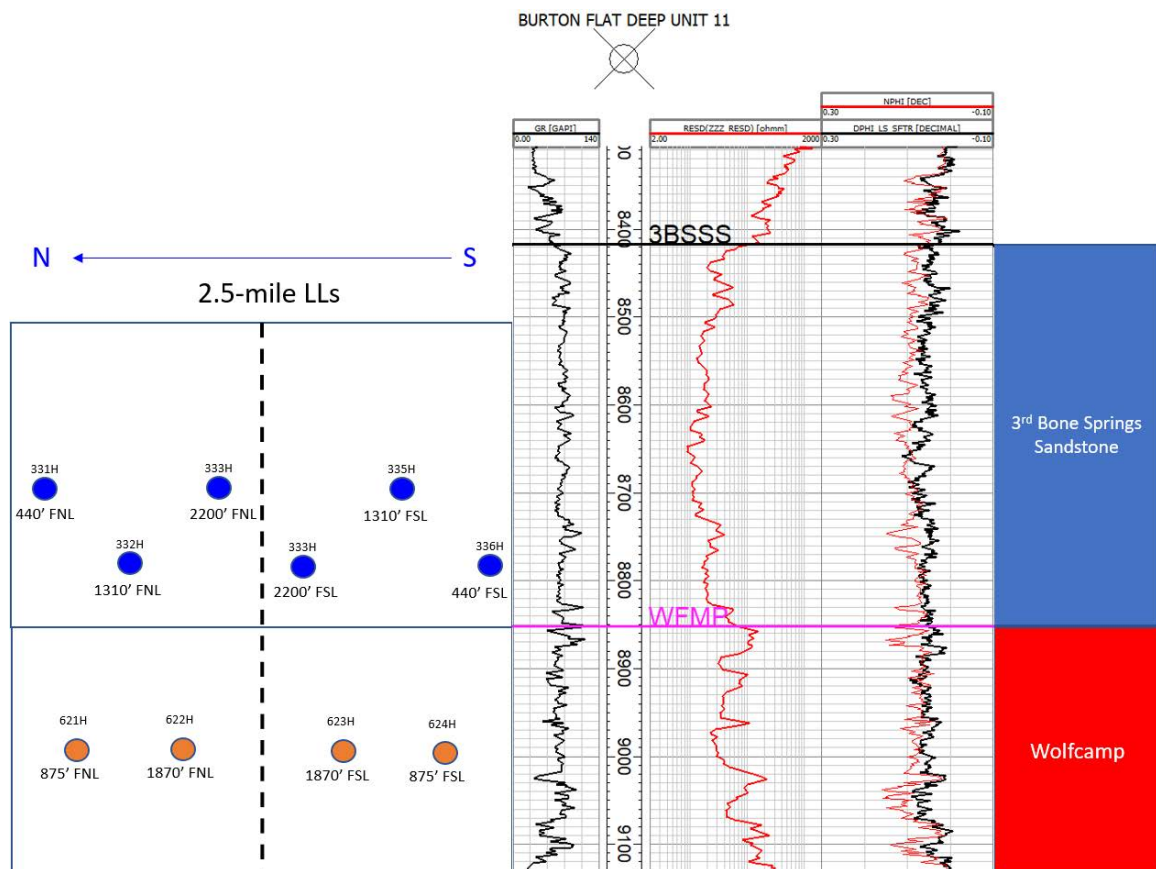 BURTON FLAT DEEP UNIT 11
NPHI [DEC]
0.30 -0.10
GR [GAPI]
0.00 140
RESD(ZZZ_RESD) [ohmm]
2.00 2000
DPHI_LS_SFTR [DECIMAL]
0.30 -0.10
00
8400
3BSSS
N
S
2.5-mile LLs
8500
8600
3rd Bone Springs
Sandstone
331H
333H
335H
440’ FNL
2200’ FNL
1310’ FSL
8700
332H
333H
336H
1310’ FNL
2200’ FSL
440’ FSL
8800
WFMP
8900
621H
622H
623H
624H
875’ FNL
1870’ FNL
1870’ FSL
875’ FSL
9000
Wolfcamp
9100